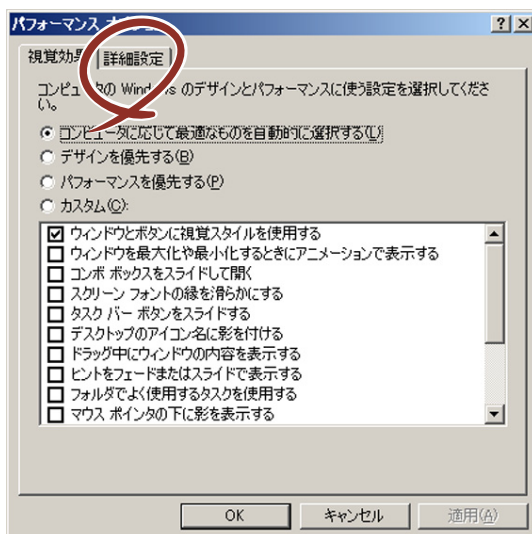 パフォーマンス オ
視覚効果
詳細設定
コンピュータの Windows のデザインとパフォーマンスに使う設定を選択してください。
コンピュータに応じて最適なものを自動的に選択する(L)
デザインを優先する(B)
パフォーマンスを優先する(P)
カスタム(C):
ウィンドウとボタンに視覚スタイルを使用する
ウィンドウを最大化や最小化するときにアニメーションで表示する
コンボ ボックスをスライドして開く
スクリーン フォントの縁を滑らかにする
タスク バー ボタンをスライドする
デスクトップのアイコン名に影を付ける
ドラッグ中にウィンドウの内容を表示する
ヒントをフェードまたはスライドで表示する
フォルダでよく使用するタスクを使用する
マウス ポインタの下に影を表示する
OK
キャンセル
適用(A)